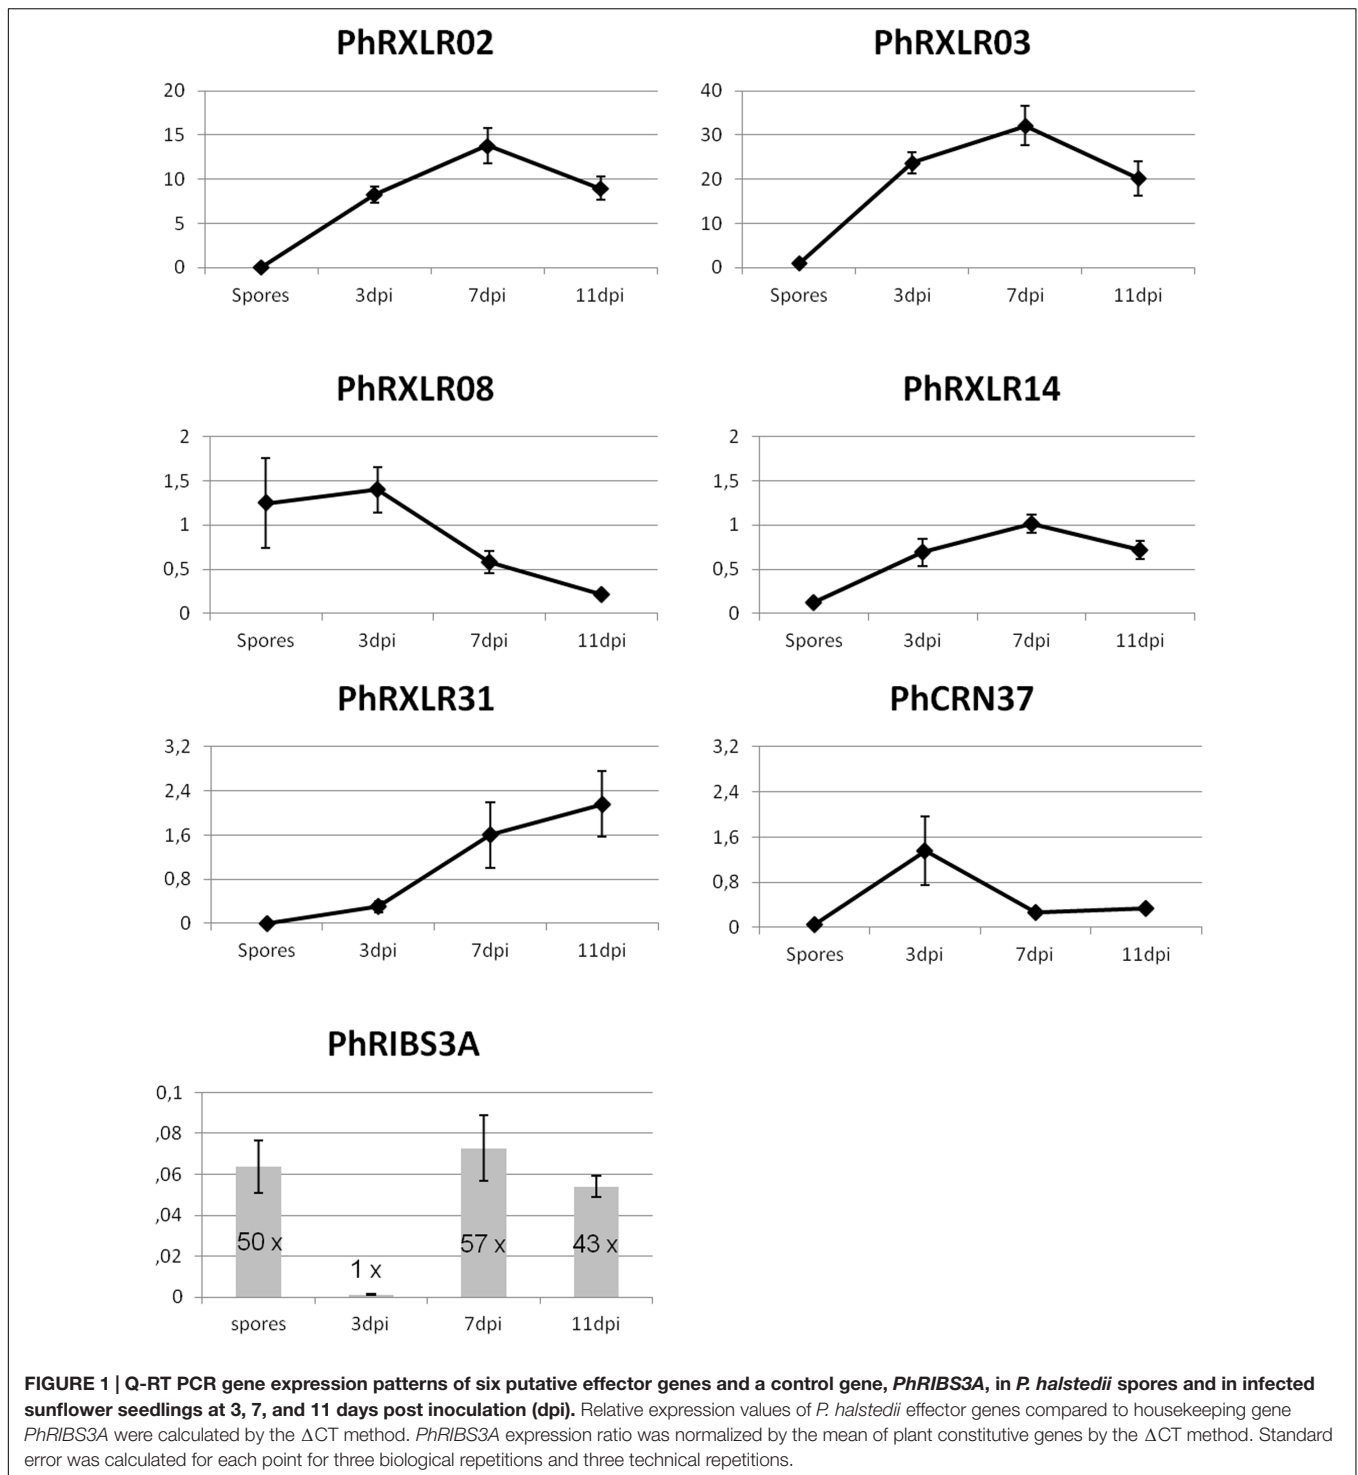 PhRXLR02
20
15
10
5
0
Spores 3dpi 7dpi 11dpi
PhRXLR03
40
30
20
10
0
Spores 3dpi 7dpi 11dpi
PhRXLR08
2
1,5
1
0,5
0
Spores 3dpi 7dpi 11dpi
PhRXLR14
2
1,5
1
0,5
0
Spores 3dpi 7dpi 11dpi
PhRXLR31
3,2
2,4
1,6
0,8
0
Spores 3dpi 7dpi 11dpi
PhCRN37
3,2
2,4
1,6
0,8
0
Spores 3dpi 7dpi 11dpi
PhRIBS3A
0,1
,08
,06
,04
,02
0
50 x 1 x 57 x 43 x
spores 3dpi 7dpi 11dpi
FIGURE 1 | Q-RT PCR gene expression patterns of six putative effector genes and a control gene, PhRIBS3A, in P. halstedii spores and in infected
sunflower seedlings at 3, 7, and 11 days post inoculation (dpi). Relative expression values of P. halstedii effector genes compared to housekeeping gene
PhRIBS3A were calculated by the ΔCT method. PhRIBS3A expression ratio was normalized by the mean of plant constitutive genes by the ΔCT method. Standard
error was calculated for each point for three biological repetitions and three technical repetitions.